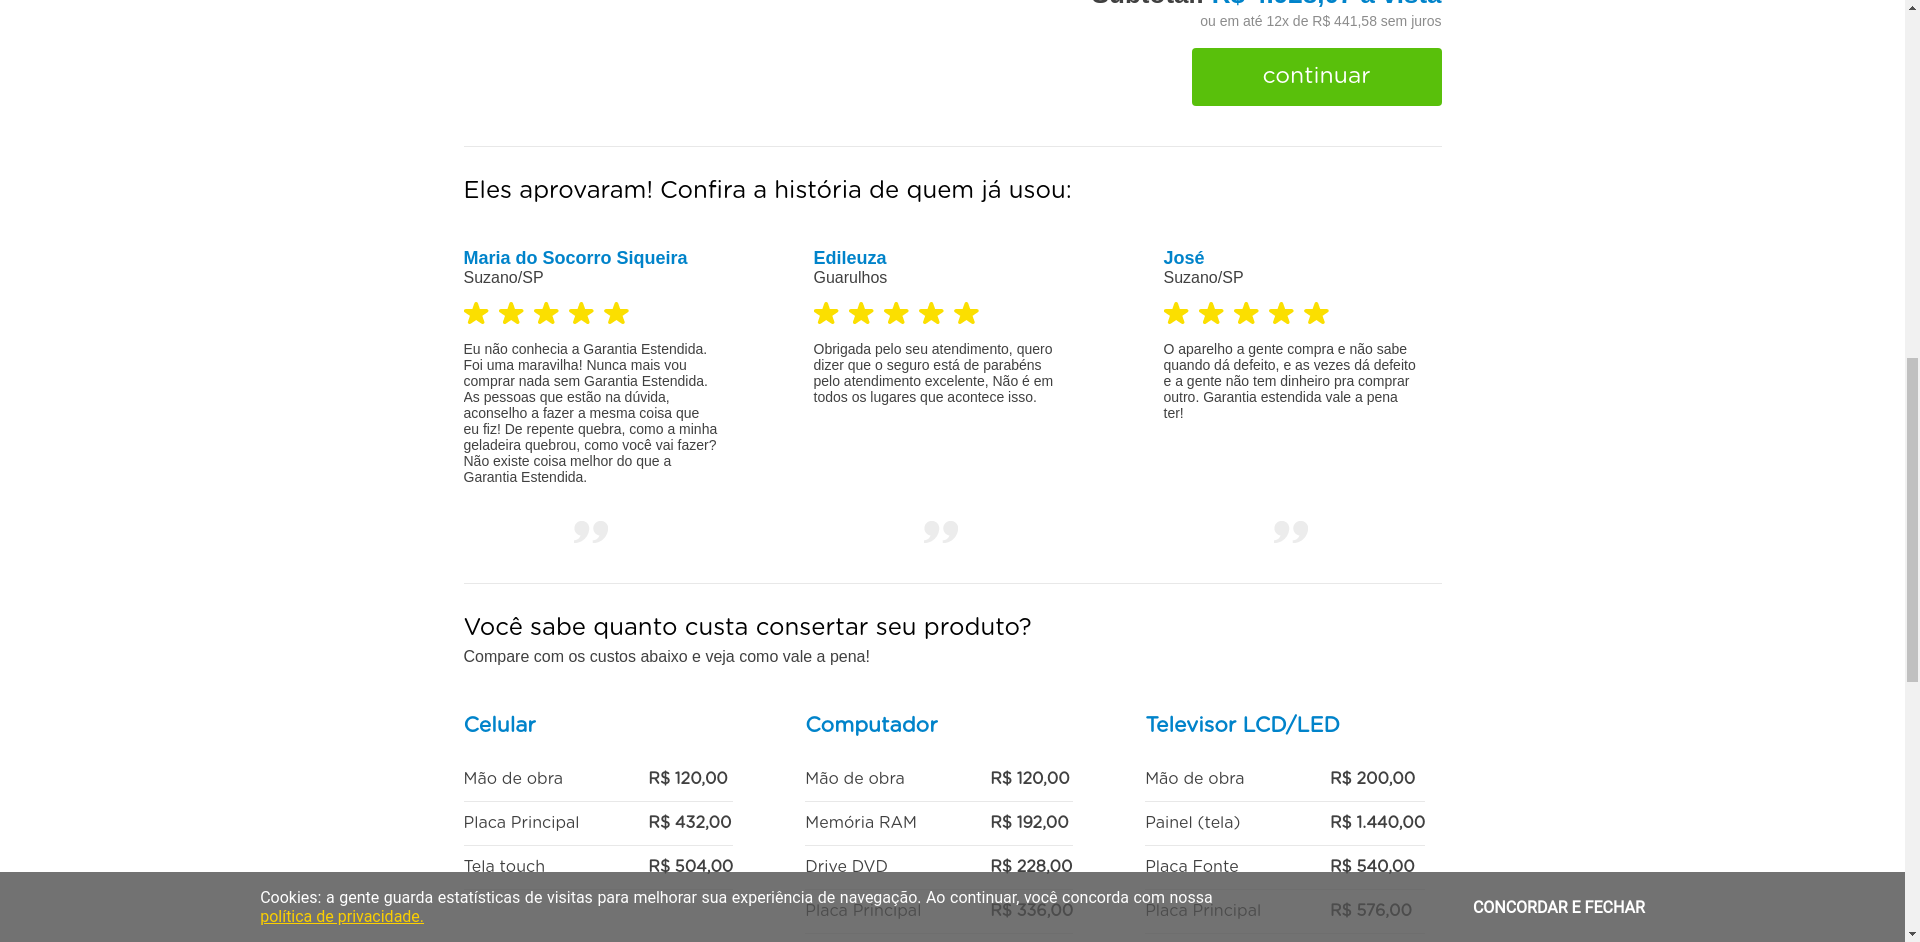 ou em até 12x de R$ 441,58 sem juros
continuar
Eles aprovaram! Confira a história de quem já usou:
Maria do Socorro Siqueira
Suzano/SP
Eu não conhecia a Garantia Estendida.
Foi uma maravilha! Nunca mais vou
comprar nada sem Garantia Estendida.
As pessoas que estão na dúvida,
aconselho a fazer a mesma coisa que
eu fiz! De repente quebra, como a minha
geladeira quebrou, como você vai fazer?
Não existe coisa melhor do que a
Garantia Estendida.
”
Edileuza
Guarulhos
Obrigada pelo seu atendimento, quero
dizer que o seguro está de parabéns
pelo atendimento excelente, Não é em
todos os lugares que acontece isso.
”
José
Suzano/SP
O aparelho a gente compra e não sabe
quando dá defeito, e as vezes dá defeito
e a gente não tem dinheiro pra comprar
outro. Garantia estendida vale a pena
ter!
”
Você sabe quanto custa consertar seu produto?
Compare com os custos abaixo e veja como vale a pena!
Celular
Mão de obra R$ 120,00
Placa Principal R$ 432,00
Tela touch R$ 504,00
Computador
Mão de obra R$ 120,00
Memória RAM R$ 192,00
Drive DVD R$ 228,00
Placa Principal R$ 336,00
Televisor LCD/LED
Mão de obra R$ 200,00
Painel (tela) R$ 1.440,00
Placa Fonte R$ 540,00
Placa Principal R$ 576,00
Cookies: a gente guarda estatísticas de visitas para melhorar sua experiência de navegação. Ao continuar, você concorda com nossa
política de privacidade.
CONCORDAR E FECHAR